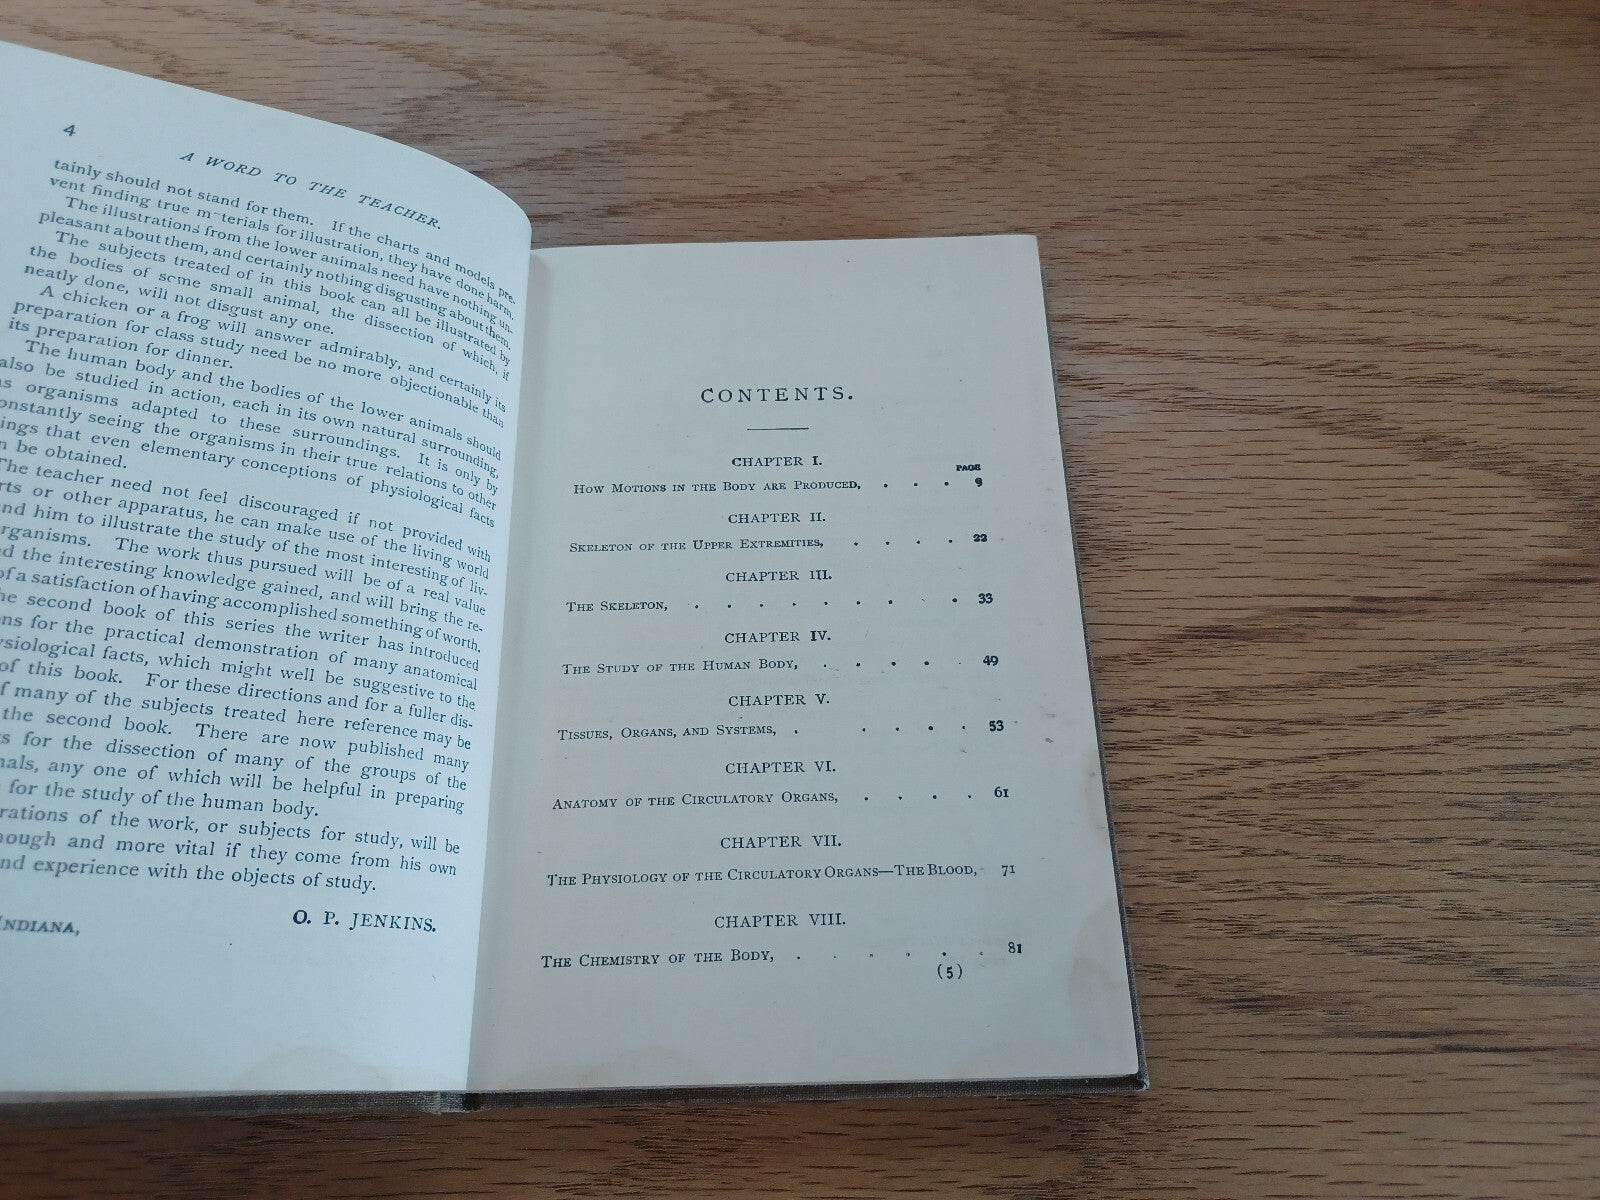 4
A WORD TO THE TEACHER.
tainly should not stand for them. If the charts and models pre-
vent finding true m terials for illustration, they have done harm.
The illustrations from the lower animals need have nothing un-
pleasant about them, and certainly nothing disgusting about them.
The subjects treated of in this book can all be illustrated by
the bodies of some small animal, the dissection of which, if
neatly done, will not disgust any one.
A chicken or a frog will answer admirably, and certainly its
preparation for class study need be no more objectionable than
its preparation for dinner.
The human body and the bodies of the lower animals should
also be studied in action, each in its own natural surrounding,
as organisms adapted to these surroundings. It is only by
onstantly seeing the organisms in their true relations to other
ings that even elementary conceptions of physiological facts
n be obtained.
The teacher need not feel discouraged if not provided with
rts or other apparatus, he can make use of the living world
und him to illustrate the study of the most interesting of liv-
rganisms. The work thus pursued will be of a real value
d the interesting knowledge gained, and will bring the re-
of a satisfaction of having accomplished something of worth.
he second book of this series the writer has introduced
ns for the practical demonstration of many anatomical
ysiological facts, which might well be suggestive to the
of this book. For these directions and for a fuller dis-
f many of the subjects treated here reference may be
the second book. There are now published many
s for the dissection of many of the groups of the
nals, any one of which will be helpful in preparing
for the study of the human body.
rations of the work, or subjects for study, will be
nough and more vital if they come from his own
nd experience with the objects of study.
O. P. JENKINS.
INDIANA,
CONTENTS.
CHAPTER I.
PAGE
HOW MOTIONS IN THE BODY ARE PRODUCED, . . . 9
CHAPTER II.
SKELETON OF THE UPPER EXTREMITIES, . . . . 22
CHAPTER III.
THE SKELETON, . . . . . . . . 33
CHAPTER IV.
THE STUDY OF THE HUMAN BODY, . . . . 49
CHAPTER V.
TISSUES, ORGANS, AND SYSTEMS, . . . . . 53
CHAPTER VI.
ANATOMY OF THE CIRCULATORY ORGANS, . . . . 61
CHAPTER VII.
THE PHYSIOLOGY OF THE CIRCULATORY ORGANS—THE BLOOD, 71
CHAPTER VIII.
THE CHEMISTRY OF THE BODY, . . . . . 81
(5)